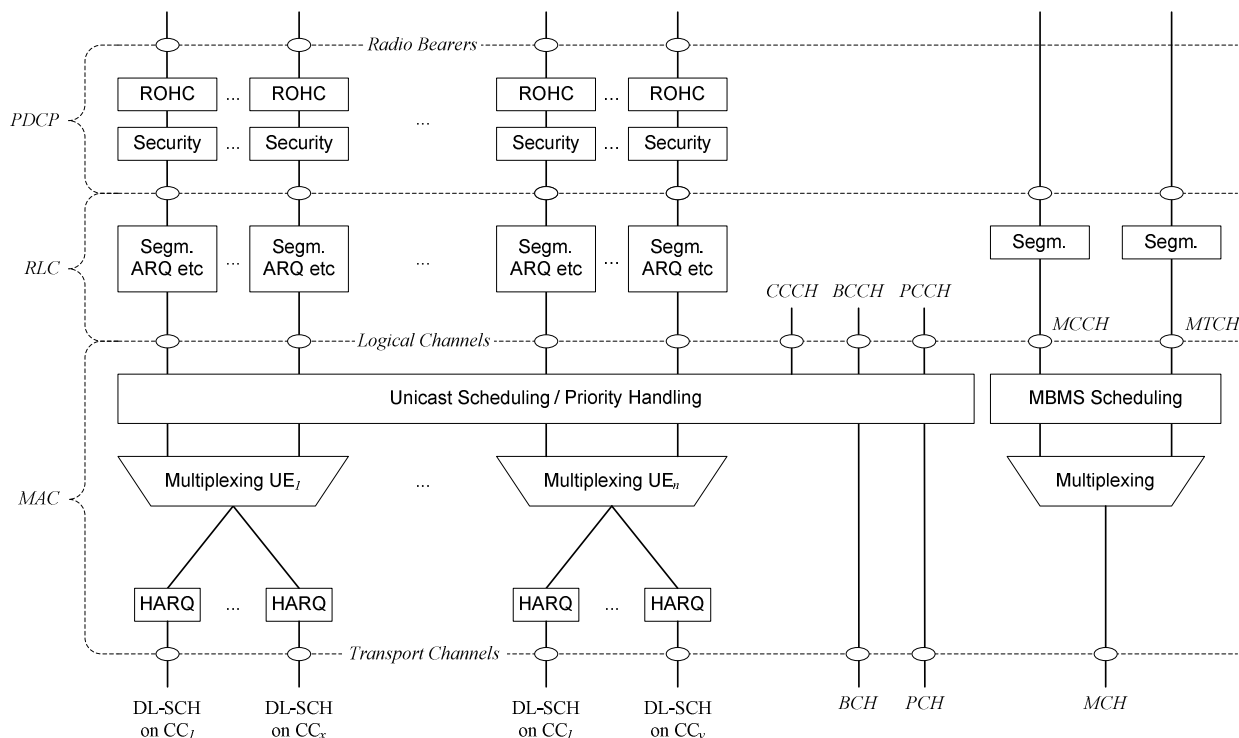 Radio Bearers
ROHC ... ROHC ROHC ... ROHC
PDCP ...
Security ... Security Security ... Security
Segm. ARQ etc ... Segm. ARQ etc ... Segm. ARQ etc ... Segm. ARQ etc Segm. Segm.
RLC
CCCH BCCH PCCH
MCCH MTCH
Logical Channels
Unicast Scheduling / Priority Handling MBMS Scheduling
Multiplexing UE1 ... Multiplexing UEn Multiplexing
MAC
HARQ ... HARQ HARQ ... HARQ
Transport Channels
DL-SCH on CC1 DL-SCH on CCx DL-SCH on CC1 DL-SCH on CCy BCH PCH MCH